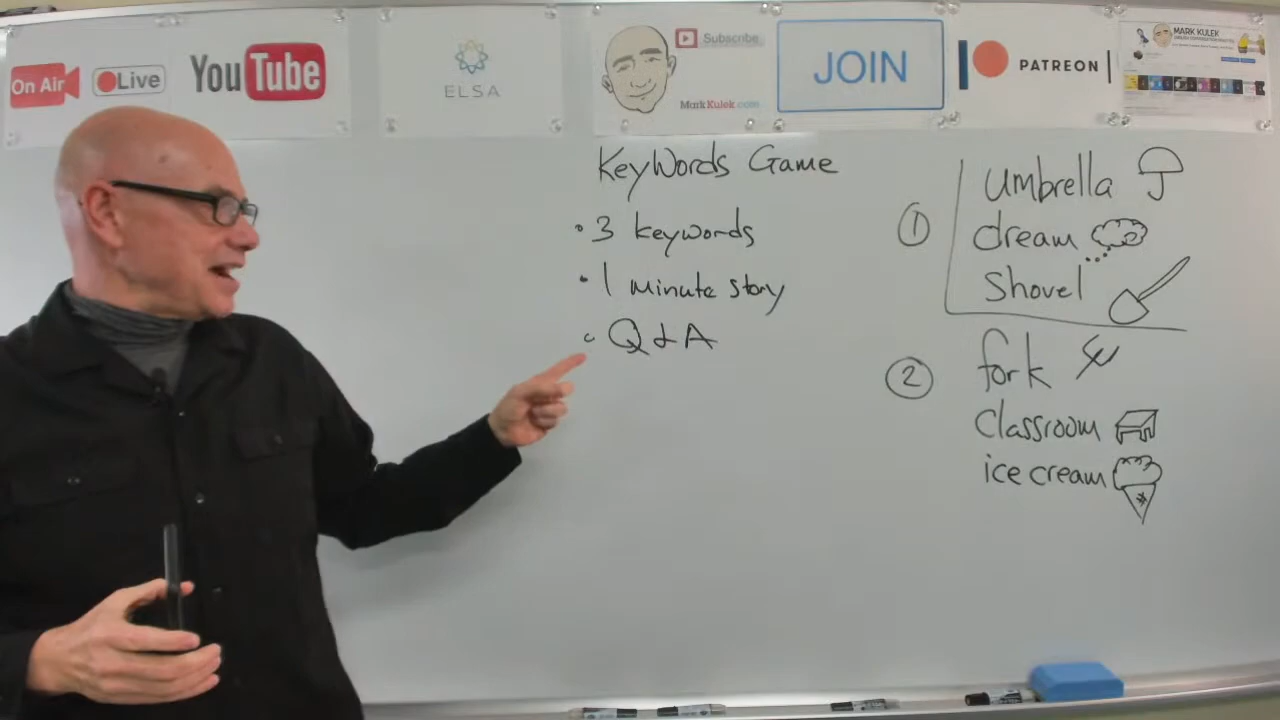 On Air
Live
YouTube
ELSA
Subscribe
MarkKulek.com
JOIN
PATREON
MARK KULEK
KeyWords Game
• 3 keywords
• 1 minute story
• Q & A
① umbrella
dream
Shovel
② fork
Classroom
ice cream